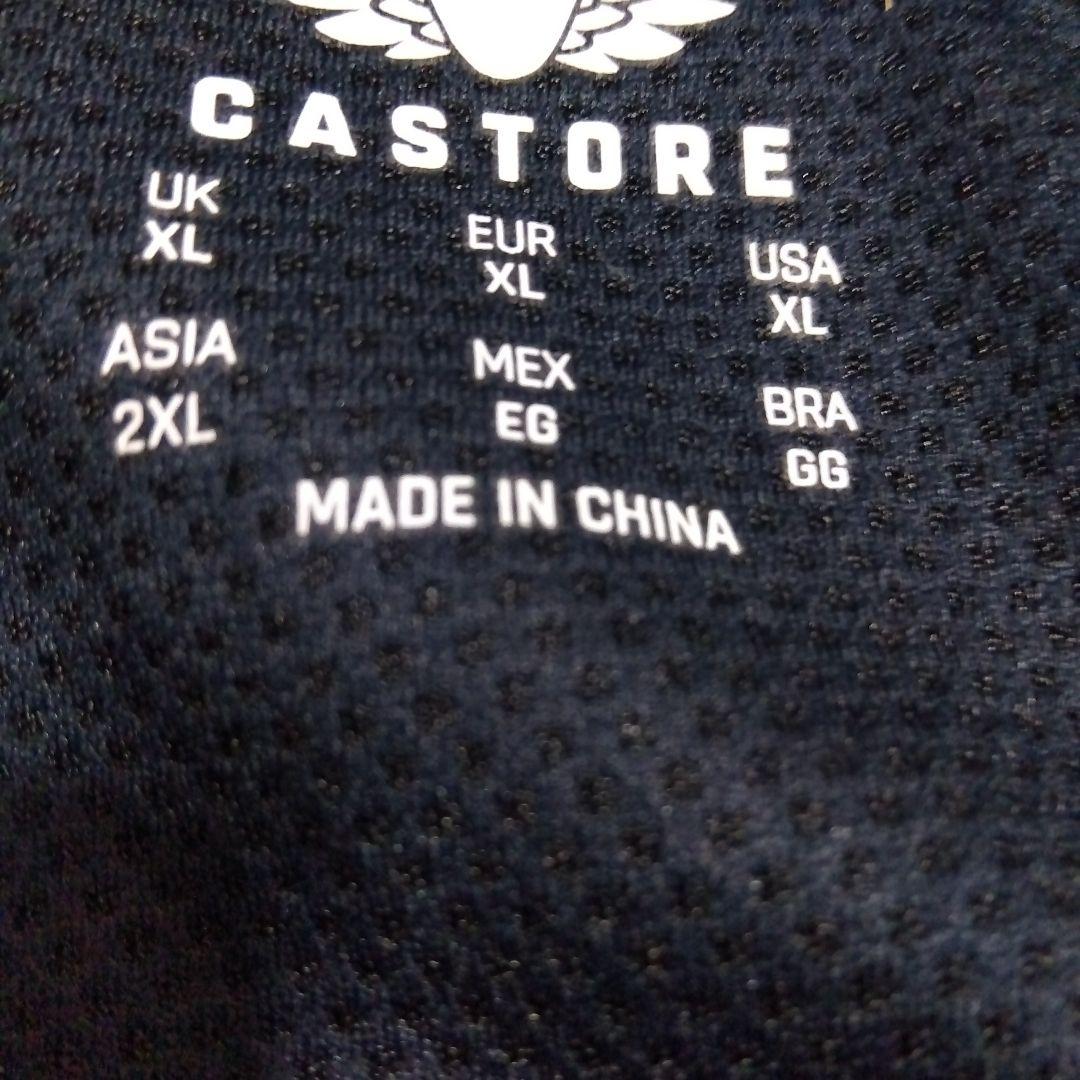 CASTORE
UK EUR USA
XL XL XL
ASIA MEX BRA
2XL EG GG
MADE IN CHINA